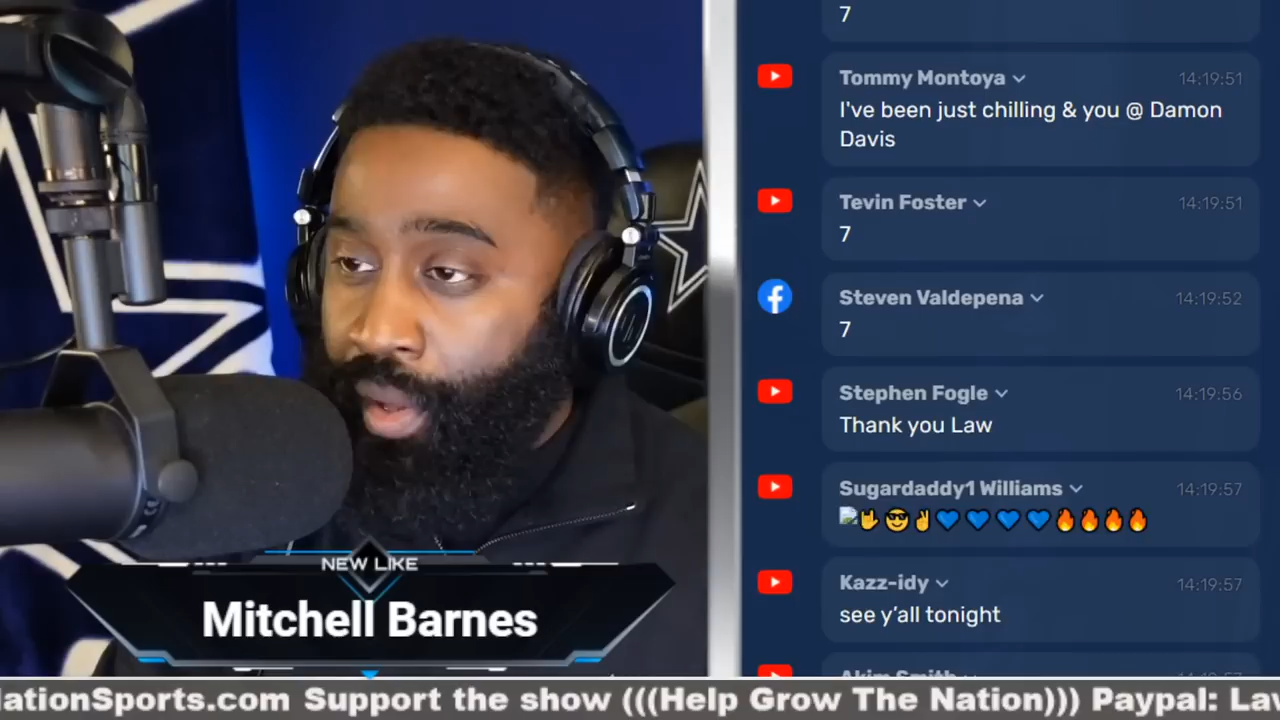 7
Tommy Montoya 14:19:51
I've been just chilling & you @ Damon
Davis
Tevin Foster 14:19:51
7
Steven Valdepena 14:19:52
7
Stephen Fogle 14:19:56
Thank you Law
Sugardaddy1 Williams 14:19:57
🤟😎✌💙💙💙💙🔥🔥🔥🔥
Kazz-idy 14:19:57
see y'all tonight
Akim Smith
NEW LIKE
Mitchell Barnes
NationSports.com Support the show (((Help Grow The Nation))) Paypal: